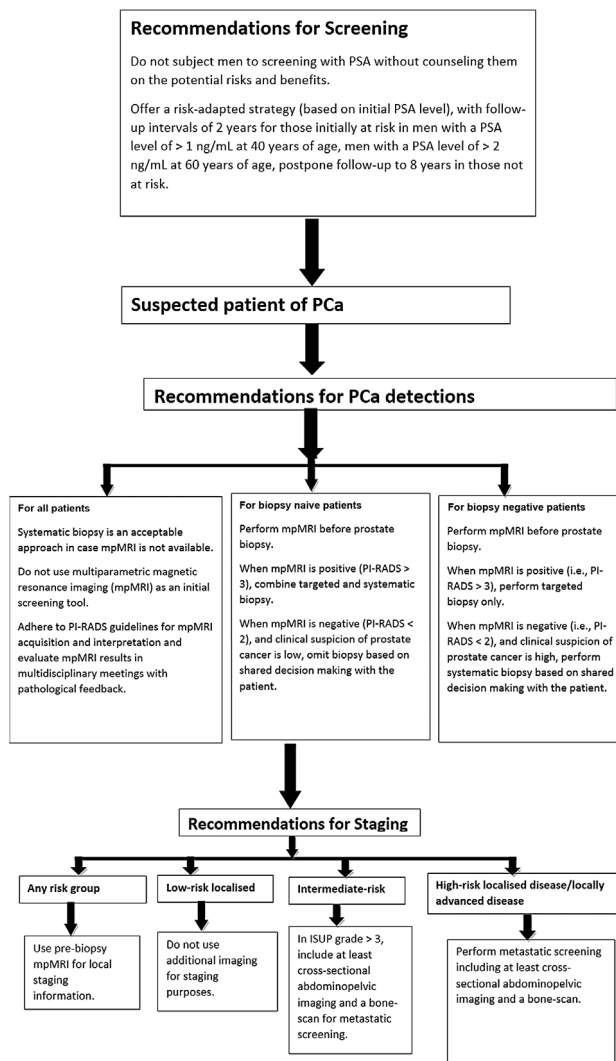 Recommendations for Screening
Do not subject men to screening with PSA without counseling them
on the potential risks and benefits.
Offer a risk-adapted strategy (based on initial PSA level), with follow-
up intervals of 2 years for those initially at risk in men with a PSA
level of > 1 ng/mL at 40 years of age, men with a PSA level of > 2
ng/mL at 60 years of age, postpone follow-up to 8 years in those not
at risk.
Suspected patient of PCa
Recommendations for PCa detections
For all patients
Systematic biopsy is an acceptable
approach in case mpMRI is not available.
Do not use multiparametric magnetic
resonance imaging (mpMRI) as an initial
screening tool.
Adhere to PI-RADS guidelines for mpMRI
acquisition and interpretation and
evaluate mpMRI results in
multidisciplinary meetings with
pathological feedback.
For biopsy naive patients
Perform mpMRI before prostate
biopsy.
When mpMRI is positive (PI-RADS >
3), combine targeted and systematic
biopsy.
When mpMRI is negative (PI-RADS <
2), and clinical suspicion of prostate
cancer is low, omit biopsy based on
shared decision making with the
patient.
For biopsy negative patients
Perform mpMRI before prostate
biopsy.
When mpMRI is positive (i.e., PI-
RADS > 3), perform targeted
biopsy only.
When mpMRI is negative (i.e., PI-
RADS < 2), and clinical suspicion of
prostate cancer is high, perform
systematic biopsy based on shared
decision making with the patient.
Recommendations for Staging
Any risk group
Use pre-biopsy
mpMRI for local
staging
information.
Low-risk localised
Do not use
additional imaging
for staging
purposes.
Intermediate-risk
In ISUP grade > 3,
include at least
cross-sectional
abdominopelvic
imaging and a bone-
scan for metastatic
screening.
High-risk localised disease/locally
advanced disease
Perform metastatic screening
including at least cross-
sectional abdominopelvic
imaging and a bone-scan.